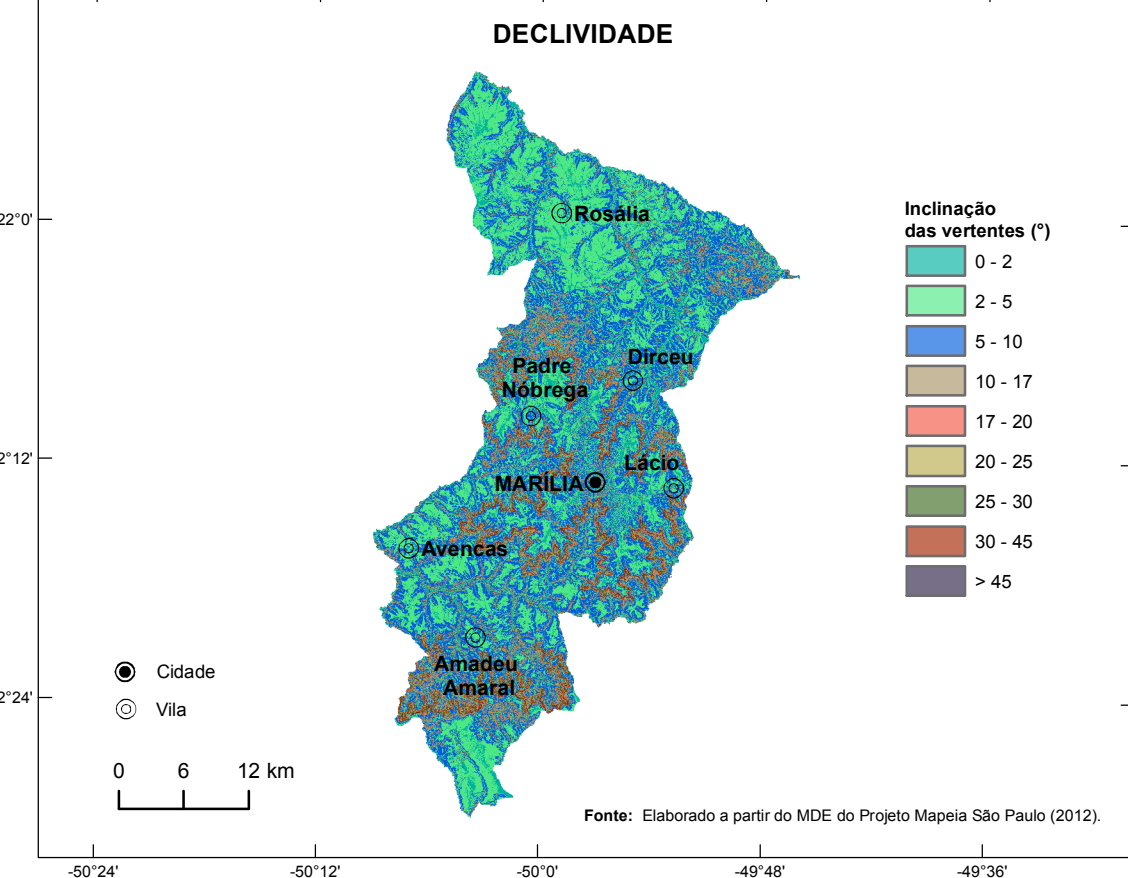 DECLIVIDADE
22°0'
2°12'
2°24'
Rosália
Dirceu
Padre
Nóbrega
Lácio
MARÍLIA
Avencas
Amadeu
Amaral
Inclinação
das vertentes (°)
0 - 2
2 - 5
5 - 10
10 - 17
17 - 20
20 - 25
25 - 30
30 - 45
> 45
Cidade
Vila
0 6 12 km
Fonte: Elaborado a partir do MDE do Projeto Mapeia São Paulo (2012).
-50°24' -50°12' -50°0' -49°48' -49°36'